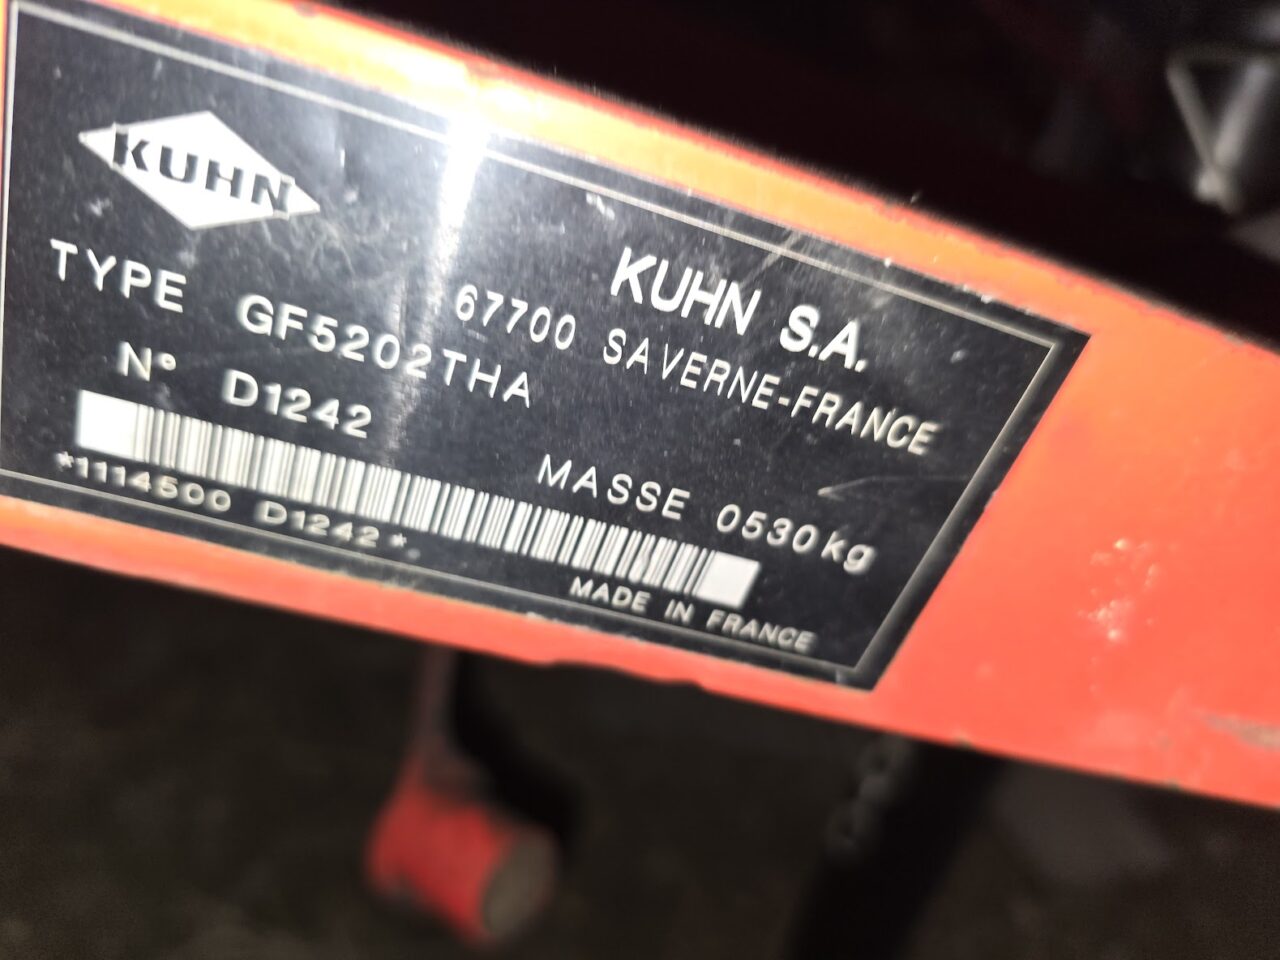 KUHN
KUHN S.A.
67700 SAVERNE-FRANCE
TYPE GF5202THA
N° D1242
MASSE 0530kg
*1114500 D1242*
MADE IN FRANCE